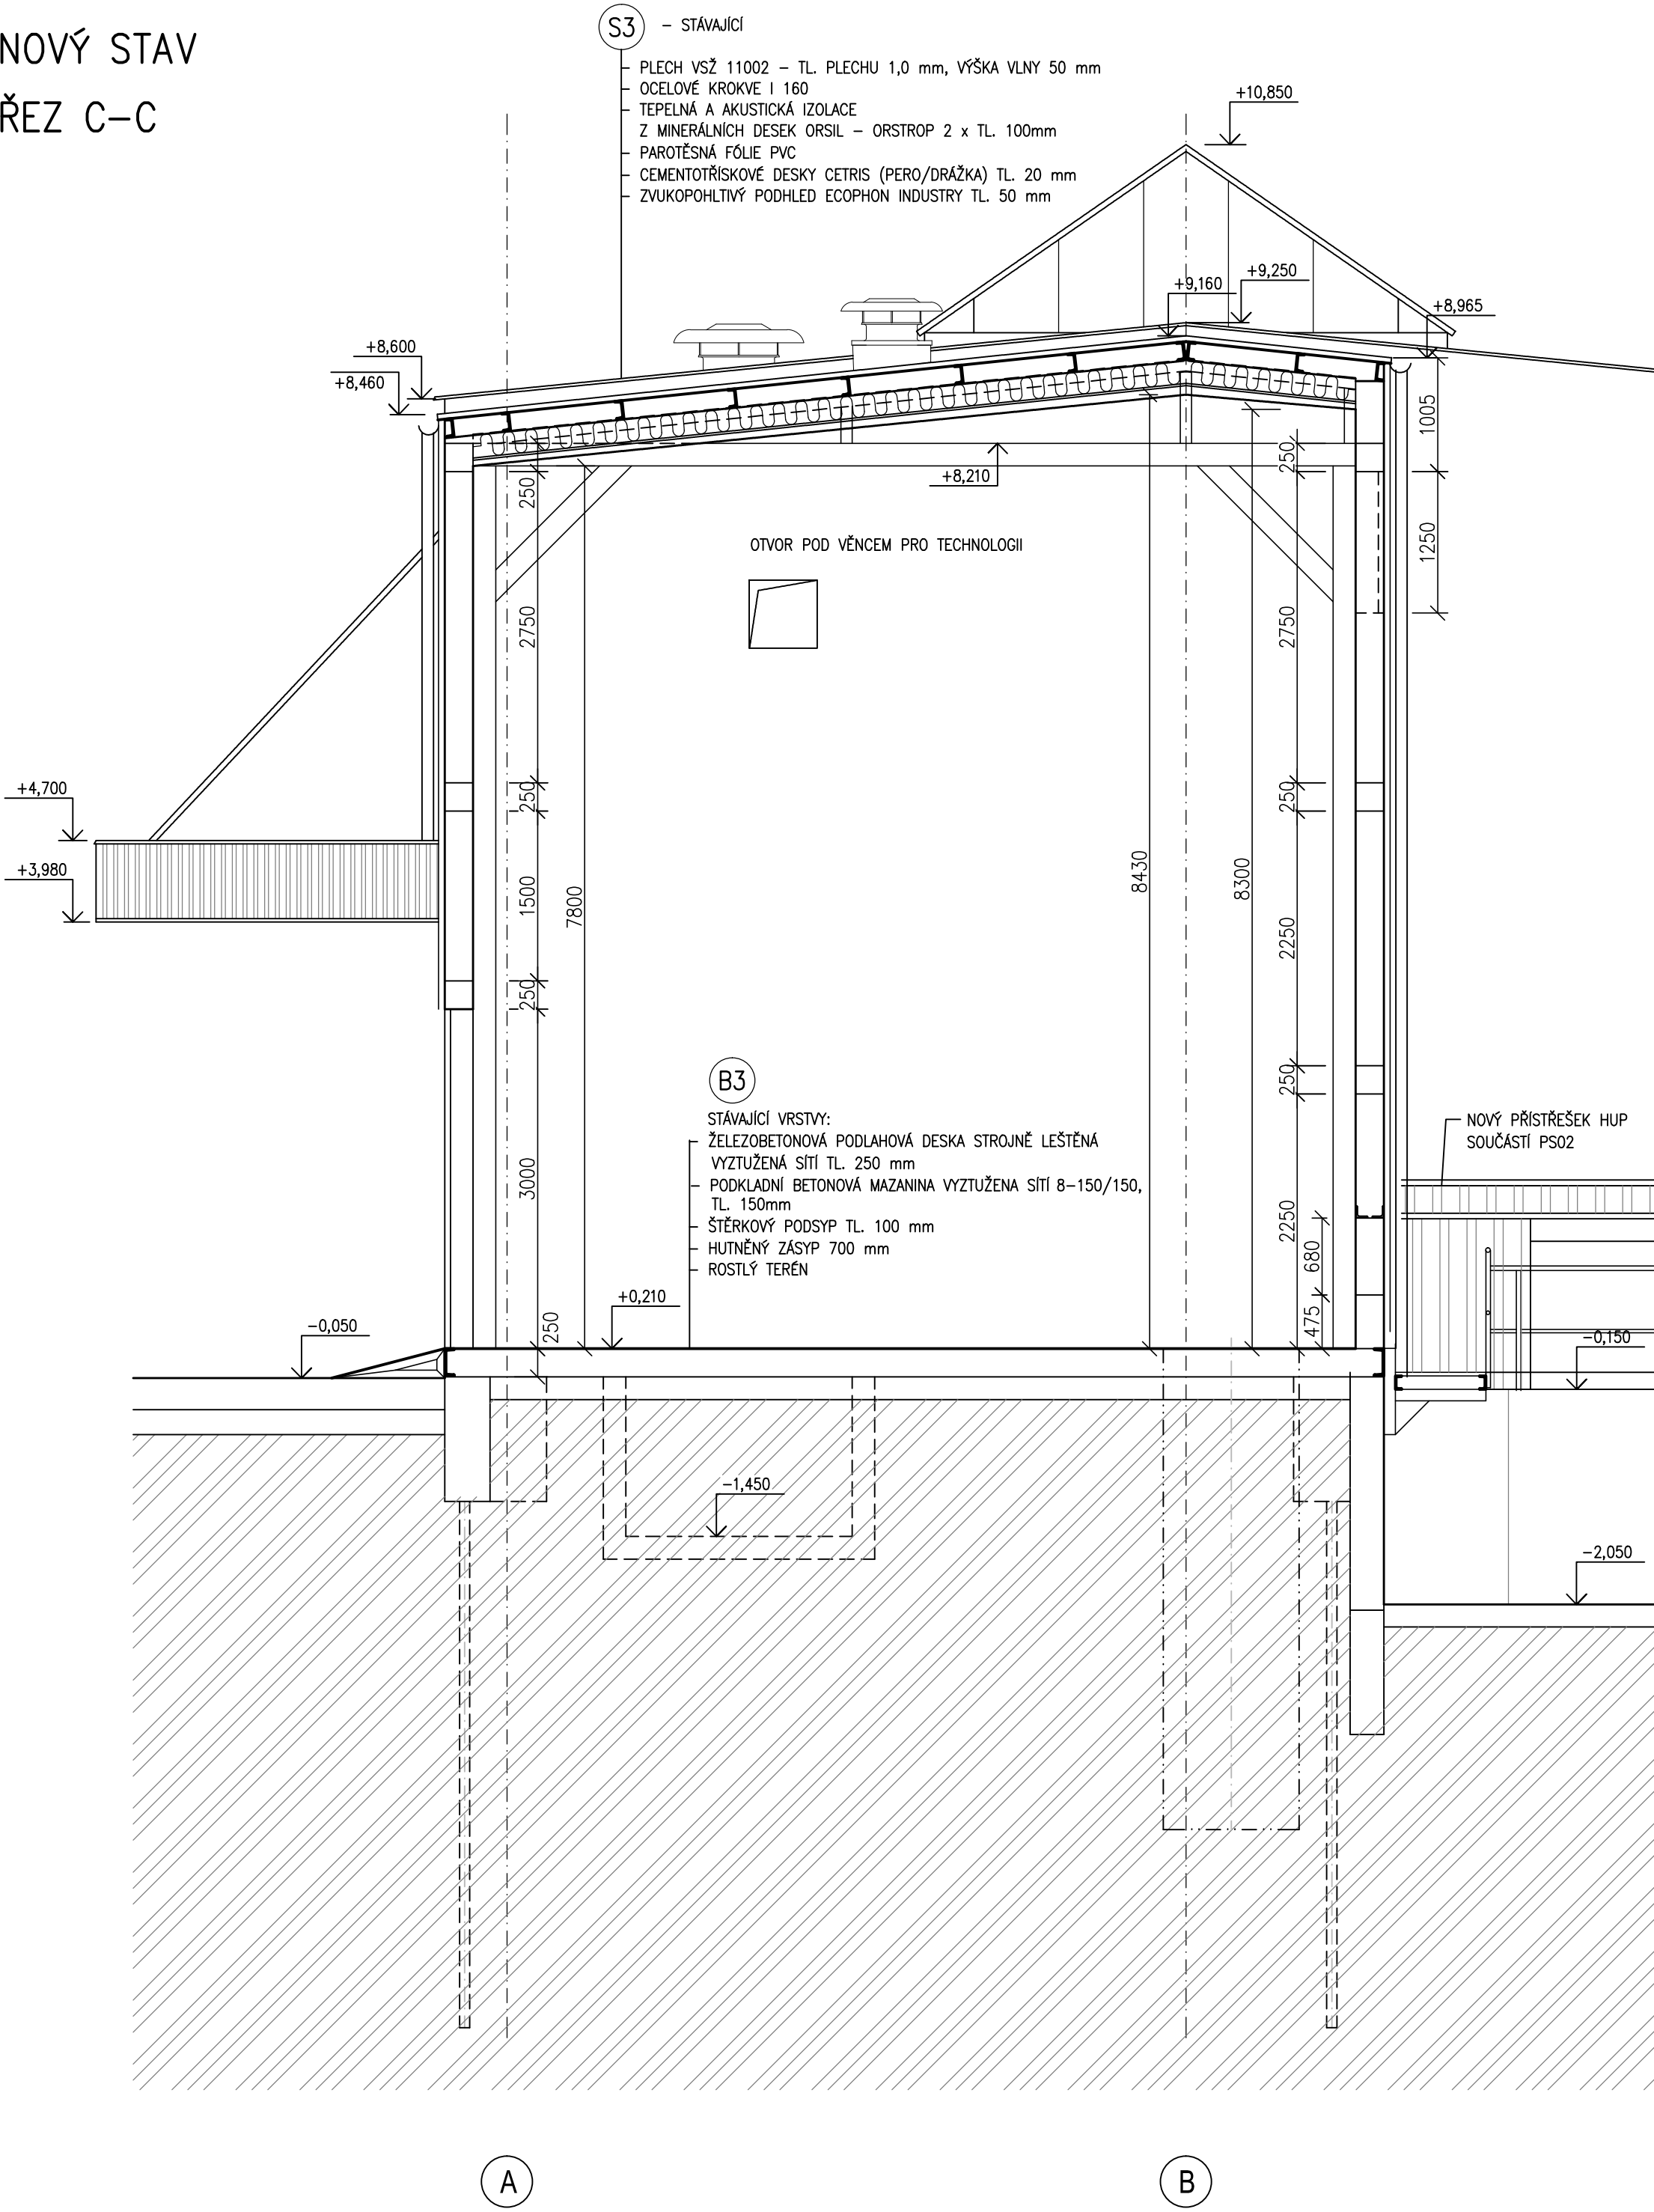 NOVÝ STAV
ŘEZ C–C
S3 – STÁVAJÍCÍ
PLECH VSŽ 11002 – TL. PLECHU 1,0 mm, VÝŠKA VLNY 50 mm
OCELOVÉ KROKVE I 160
TEPELNÁ A AKUSTICKÁ IZOLACE
Z MINERÁLNÍCH DESEK ORSIL – ORSTROP 2 x TL. 100mm
PAROTĚSNÁ FÓLIE PVC
CEMENTOTŘÍSKOVÉ DESKY CETRIS (PERO/DRÁŽKA) TL. 20 mm
ZVUKOPOHLTIVÝ PODHLED ECOPHON INDUSTRY TL. 50 mm
+10,850
+9,250
+9,160
+8,965
+8,600
+8,460
+8,210
1005
1250
250
2750
250
1500
250
3000
250
7800
8430
8300
250
2750
250
2250
250
2250
680
475
OTVOR POD VĚNCEM PRO TECHNOLOGII
+4,700
+3,980
B3
STÁVAJÍCÍ VRSTVY:
ŽELEZOBETONOVÁ PODLAHOVÁ DESKA STROJNĚ LEŠTĚNÁ
VYZTUŽENÁ SÍTÍ TL. 250 mm
PODKLADNÍ BETONOVÁ MAZANINA VYZTUŽENA SÍTÍ 8–150/150,
TL. 150mm
ŠTĚRKOVÝ PODSYP TL. 100 mm
HUTNĚNÝ ZÁSYP 700 mm
ROSTLÝ TERÉN
NOVÝ PŘÍSTŘEŠEK HUP
SOUČÁSTÍ PS02
+0,210
–0,050
–0,150
–1,450
–2,050
A
B